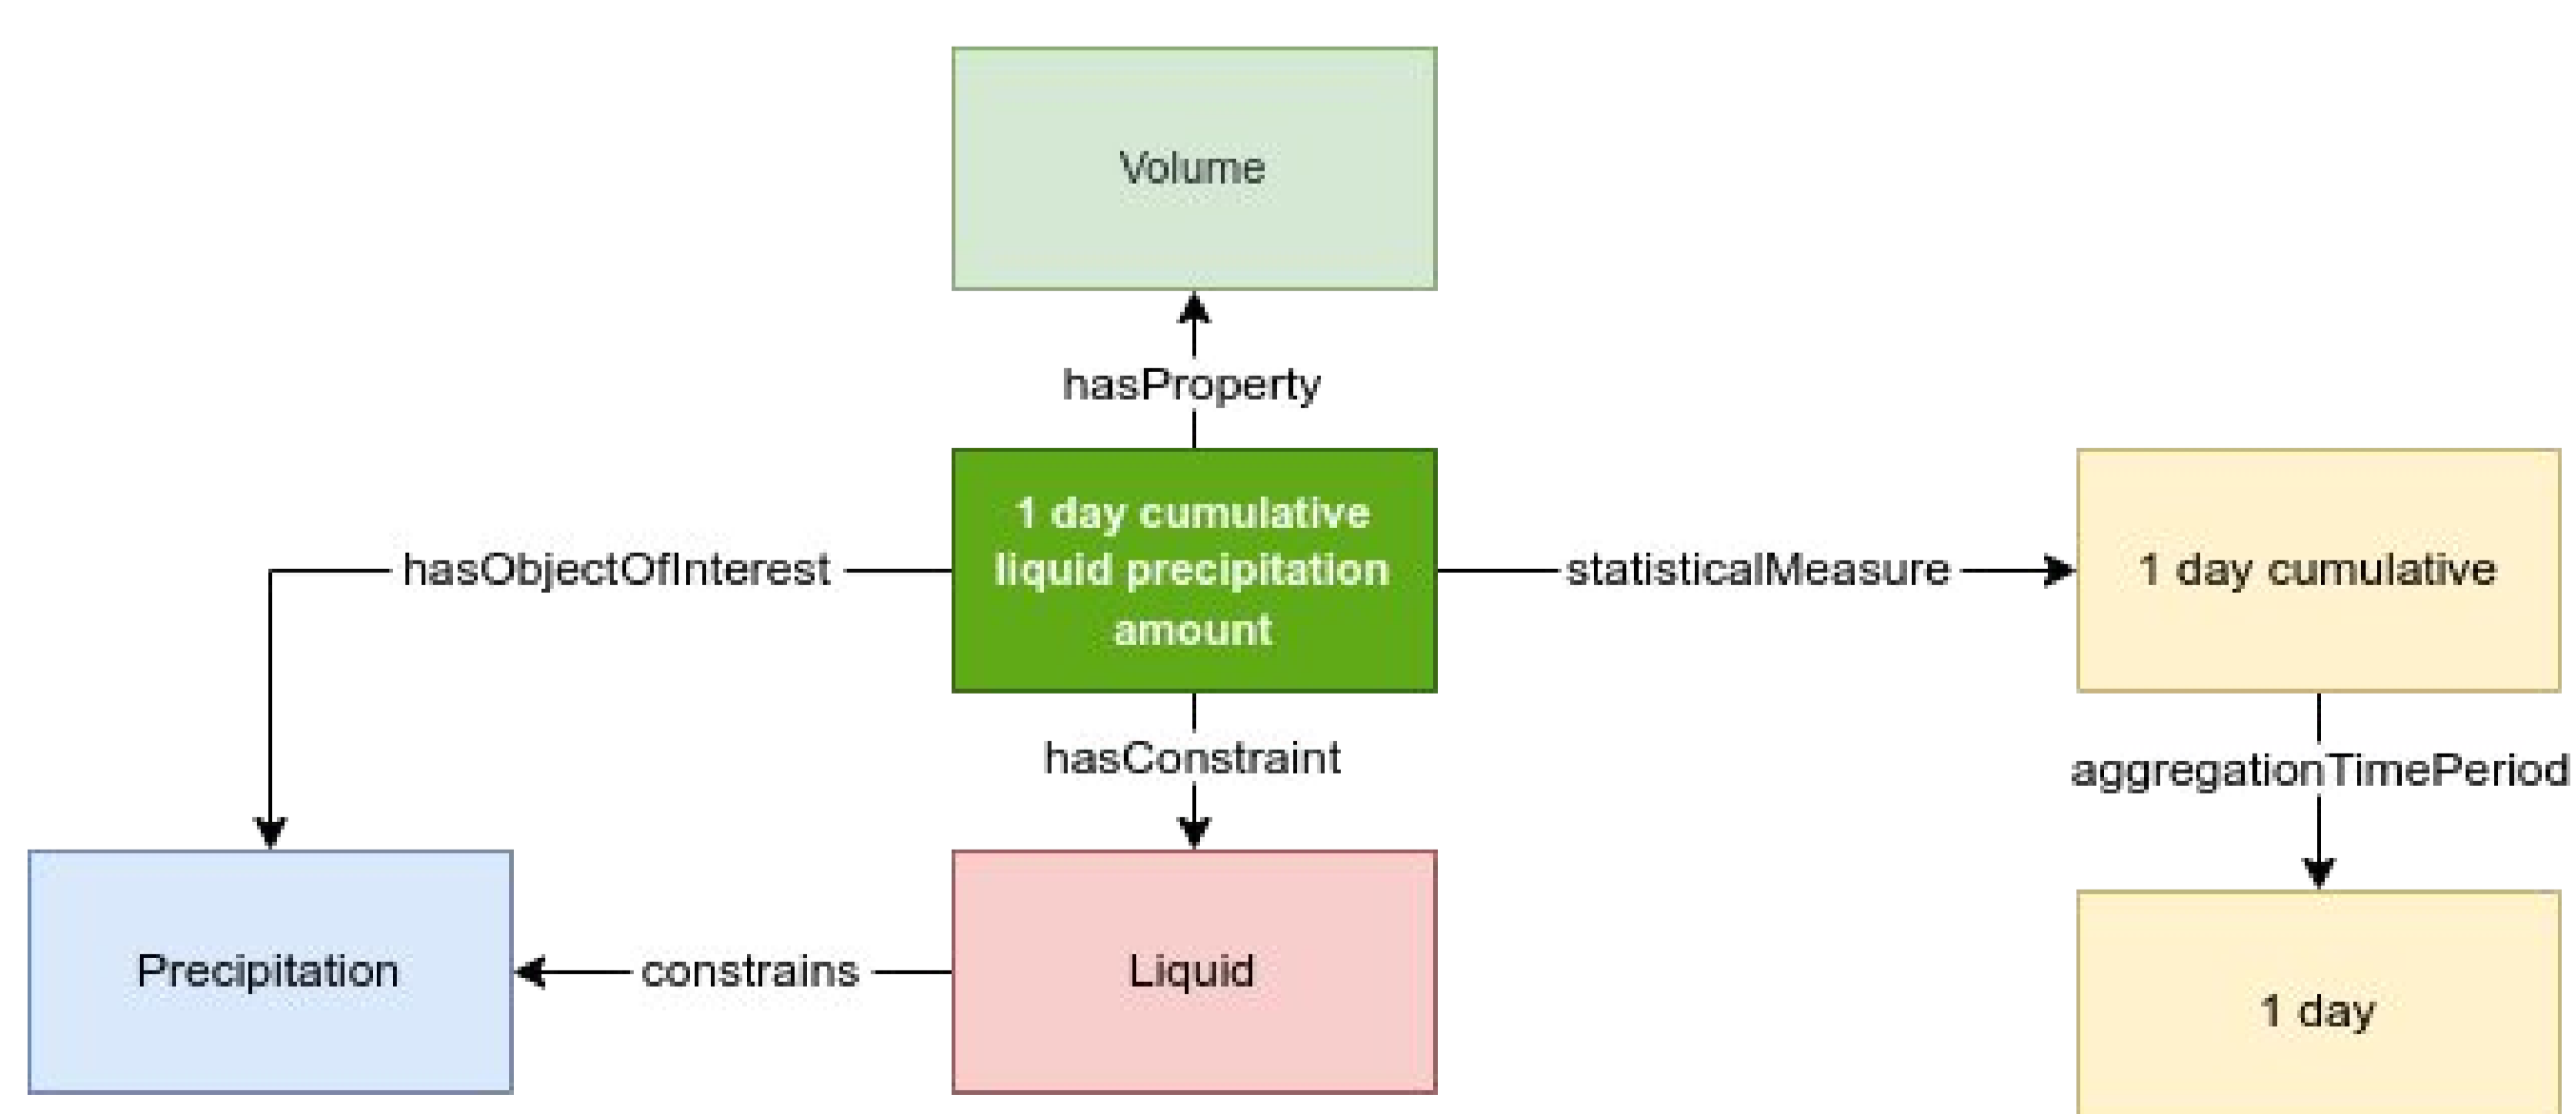 Volume
hasProperty
1 day cumulative
liquid precipitation
amount
hasObjectOfInterest
statisticalMeasure
1 day cumulative
hasConstraint
aggregationTimePeriod
Precipitation
constrains
Liquid
1 day